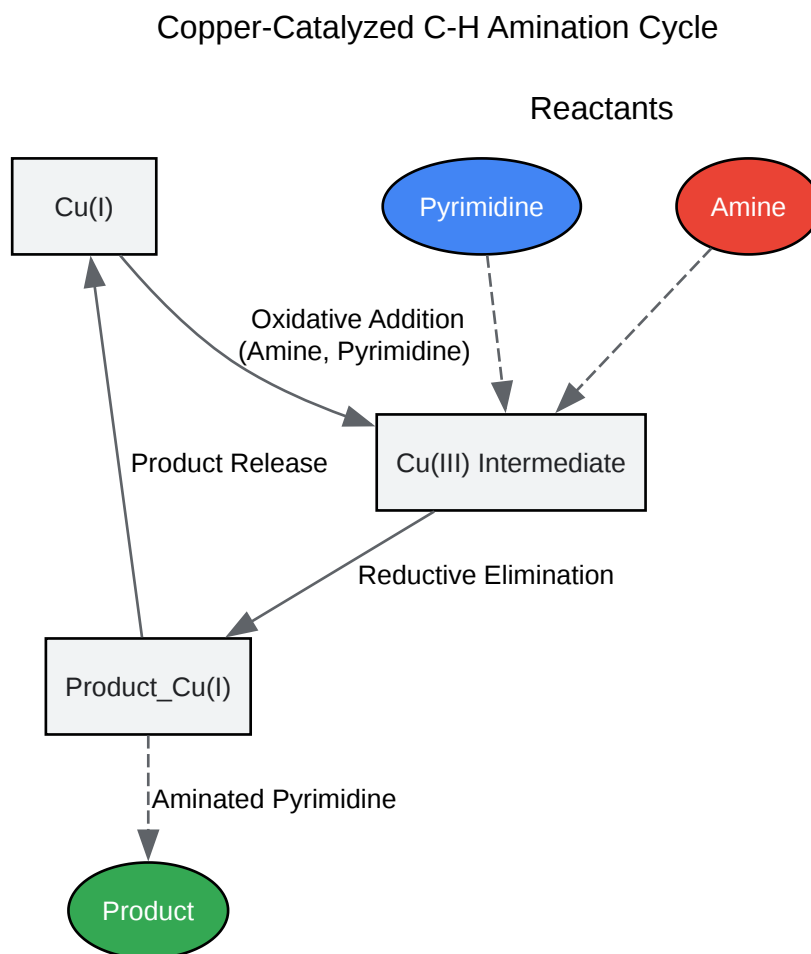 Copper-Catalyzed C-H Amination Cycle
Reactants
Cu(I)
Pyrimidine
Amine
Oxidative Addition
(Amine, Pyrimidine)
Product Release
Cu(III) Intermediate
Reductive Elimination
Product_Cu(I)
Aminated Pyrimidine
Product